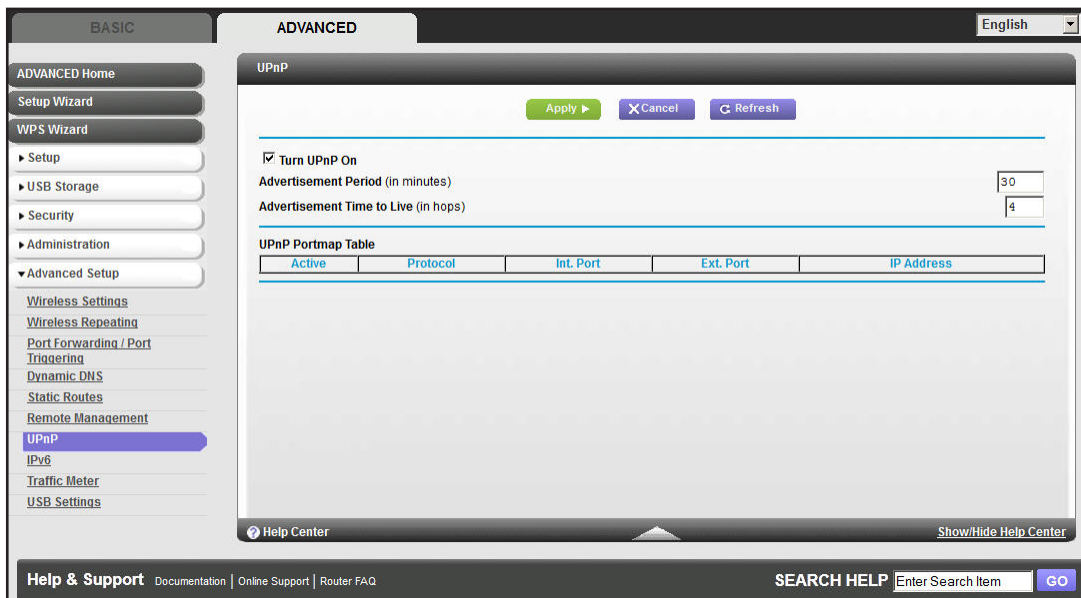 BASIC
ADVANCED
English
ADVANCED Home
Setup Wizard
WPS Wizard
Setup
USB Storage
Security
Administration
Advanced Setup
Wireless Settings
Wireless Repeating
Port Forwarding / Port
Triggering
Dynamic DNS
Static Routes
Remote Management
UPnP
IPv6
Traffic Meter
USB Settings
UPnP
Apply
Cancel
Refresh
Turn UPnP On
Advertisement Period (in minutes) 30
Advertisement Time to Live (in hops) 4
UPnP Portmap Table
Active Protocol Int. Port Ext. Port IP Address
Help Center
Show/Hide Help Center
Help & Support Documentation | Online Support | Router FAQ
SEARCH HELP Enter Search Item GO